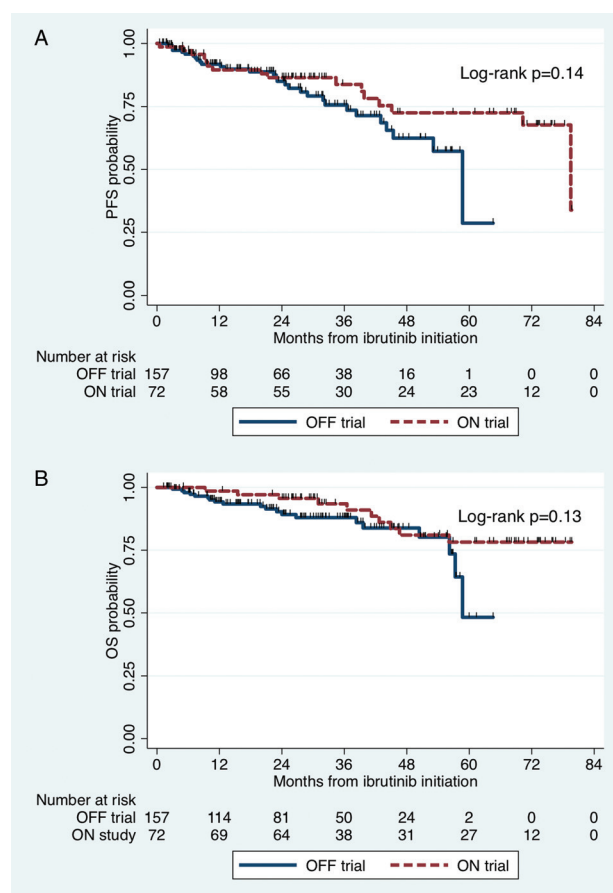 A
Log-rank p=0.14
PFS probability
1.00
0.75
0.50
0.25
0.00
0 12 24 36 48 60 72 84
Months from ibrutinib initiation
Number at risk
OFF trial 157 98 66 38 16 1 0 0
ON trial 72 58 55 30 24 23 12 0
OFF trial ON trial
B
Log-rank p=0.13
OS probability
1.00
0.75
0.50
0.25
0.00
0 12 24 36 48 60 72 84
Months from ibrutinib initiation
Number at risk
OFF trial 157 114 81 50 24 2 0 0
ON study 72 69 64 38 31 27 12 0
OFF trial ON trial